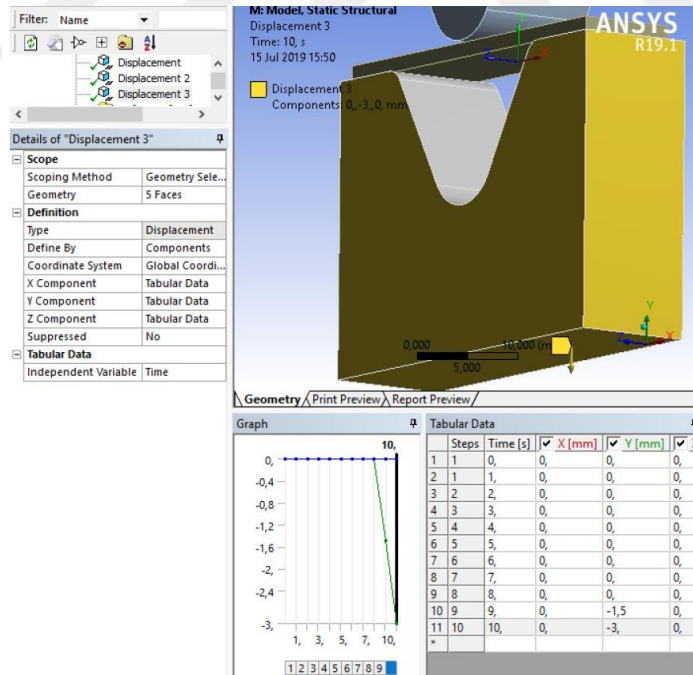 Filter: Name
Displacement
Displacement 2
Displacement 3
Details of "Displacement 3"
Scope
Scoping Method Geometry Sele...
Geometry 5 Faces
Definition
Type Displacement
Define By Components
Coordinate System Global Coordi...
X Component Tabular Data
Y Component Tabular Data
Z Component Tabular Data
Suppressed No
Tabular Data
Independent Variable Time
M: Model, Static Structural
Displacement 3
Time: 10, s
15 Jul 2019 15:50
Displacement 3
Components: 0,,-3,,0, mm
ANSYS
R19.1
Y
X
Z
0,000 10,000 (m
5,000
Geometry Print Preview Report Preview
Graph
10,
0,
-0,4
-0,8
-1,2
-1,6
-2,
-2,4
-3,
1, 3, 5, 7, 10,
1 2 3 4 5 6 7 8 9
Tabular Data
Steps Time [s] X [mm] Y [mm]
1 1 0, 0, 0, 0,
2 1 1, 0, 0, 0,
3 2 2, 0, 0, 0,
4 3 3, 0, 0, 0,
5 4 4, 0, 0, 0,
6 5 5, 0, 0, 0,
7 6 6, 0, 0, 0,
8 7 7, 0, 0, 0,
9 8 8, 0, 0, 0,
10 9 9, 0, -1,5 0,
11 10 10, 0, -3, 0,
*